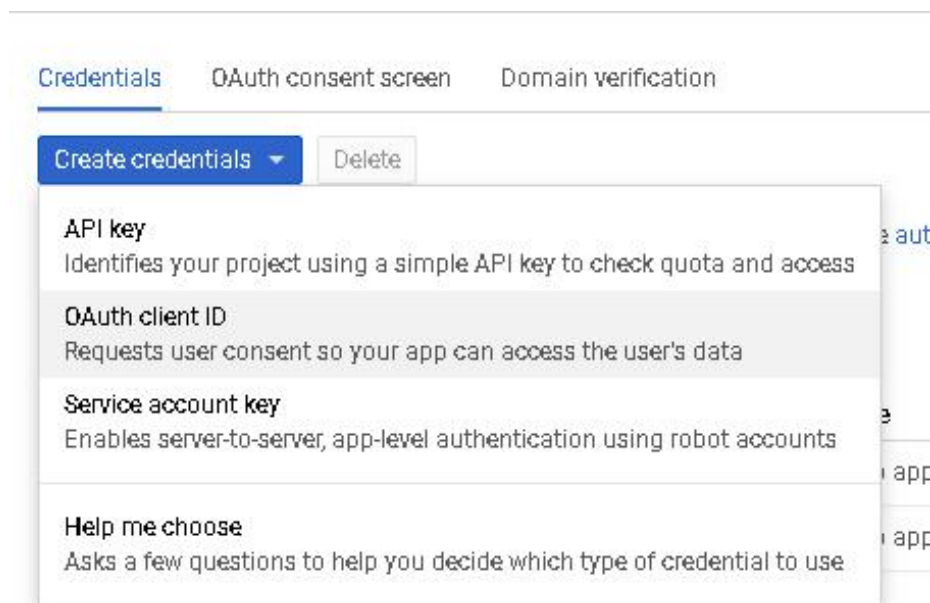 Credentials OAuth consent screen Domain verification
Create credentials Delete
API key
Identifies your project using a simple API key to check quota and access
OAuth client ID
Requests user consent so your app can access the user's data
Service account key
Enables server-to-server, app-level authentication using robot accounts
Help me choose
Asks a few questions to help you decide which type of credential to use